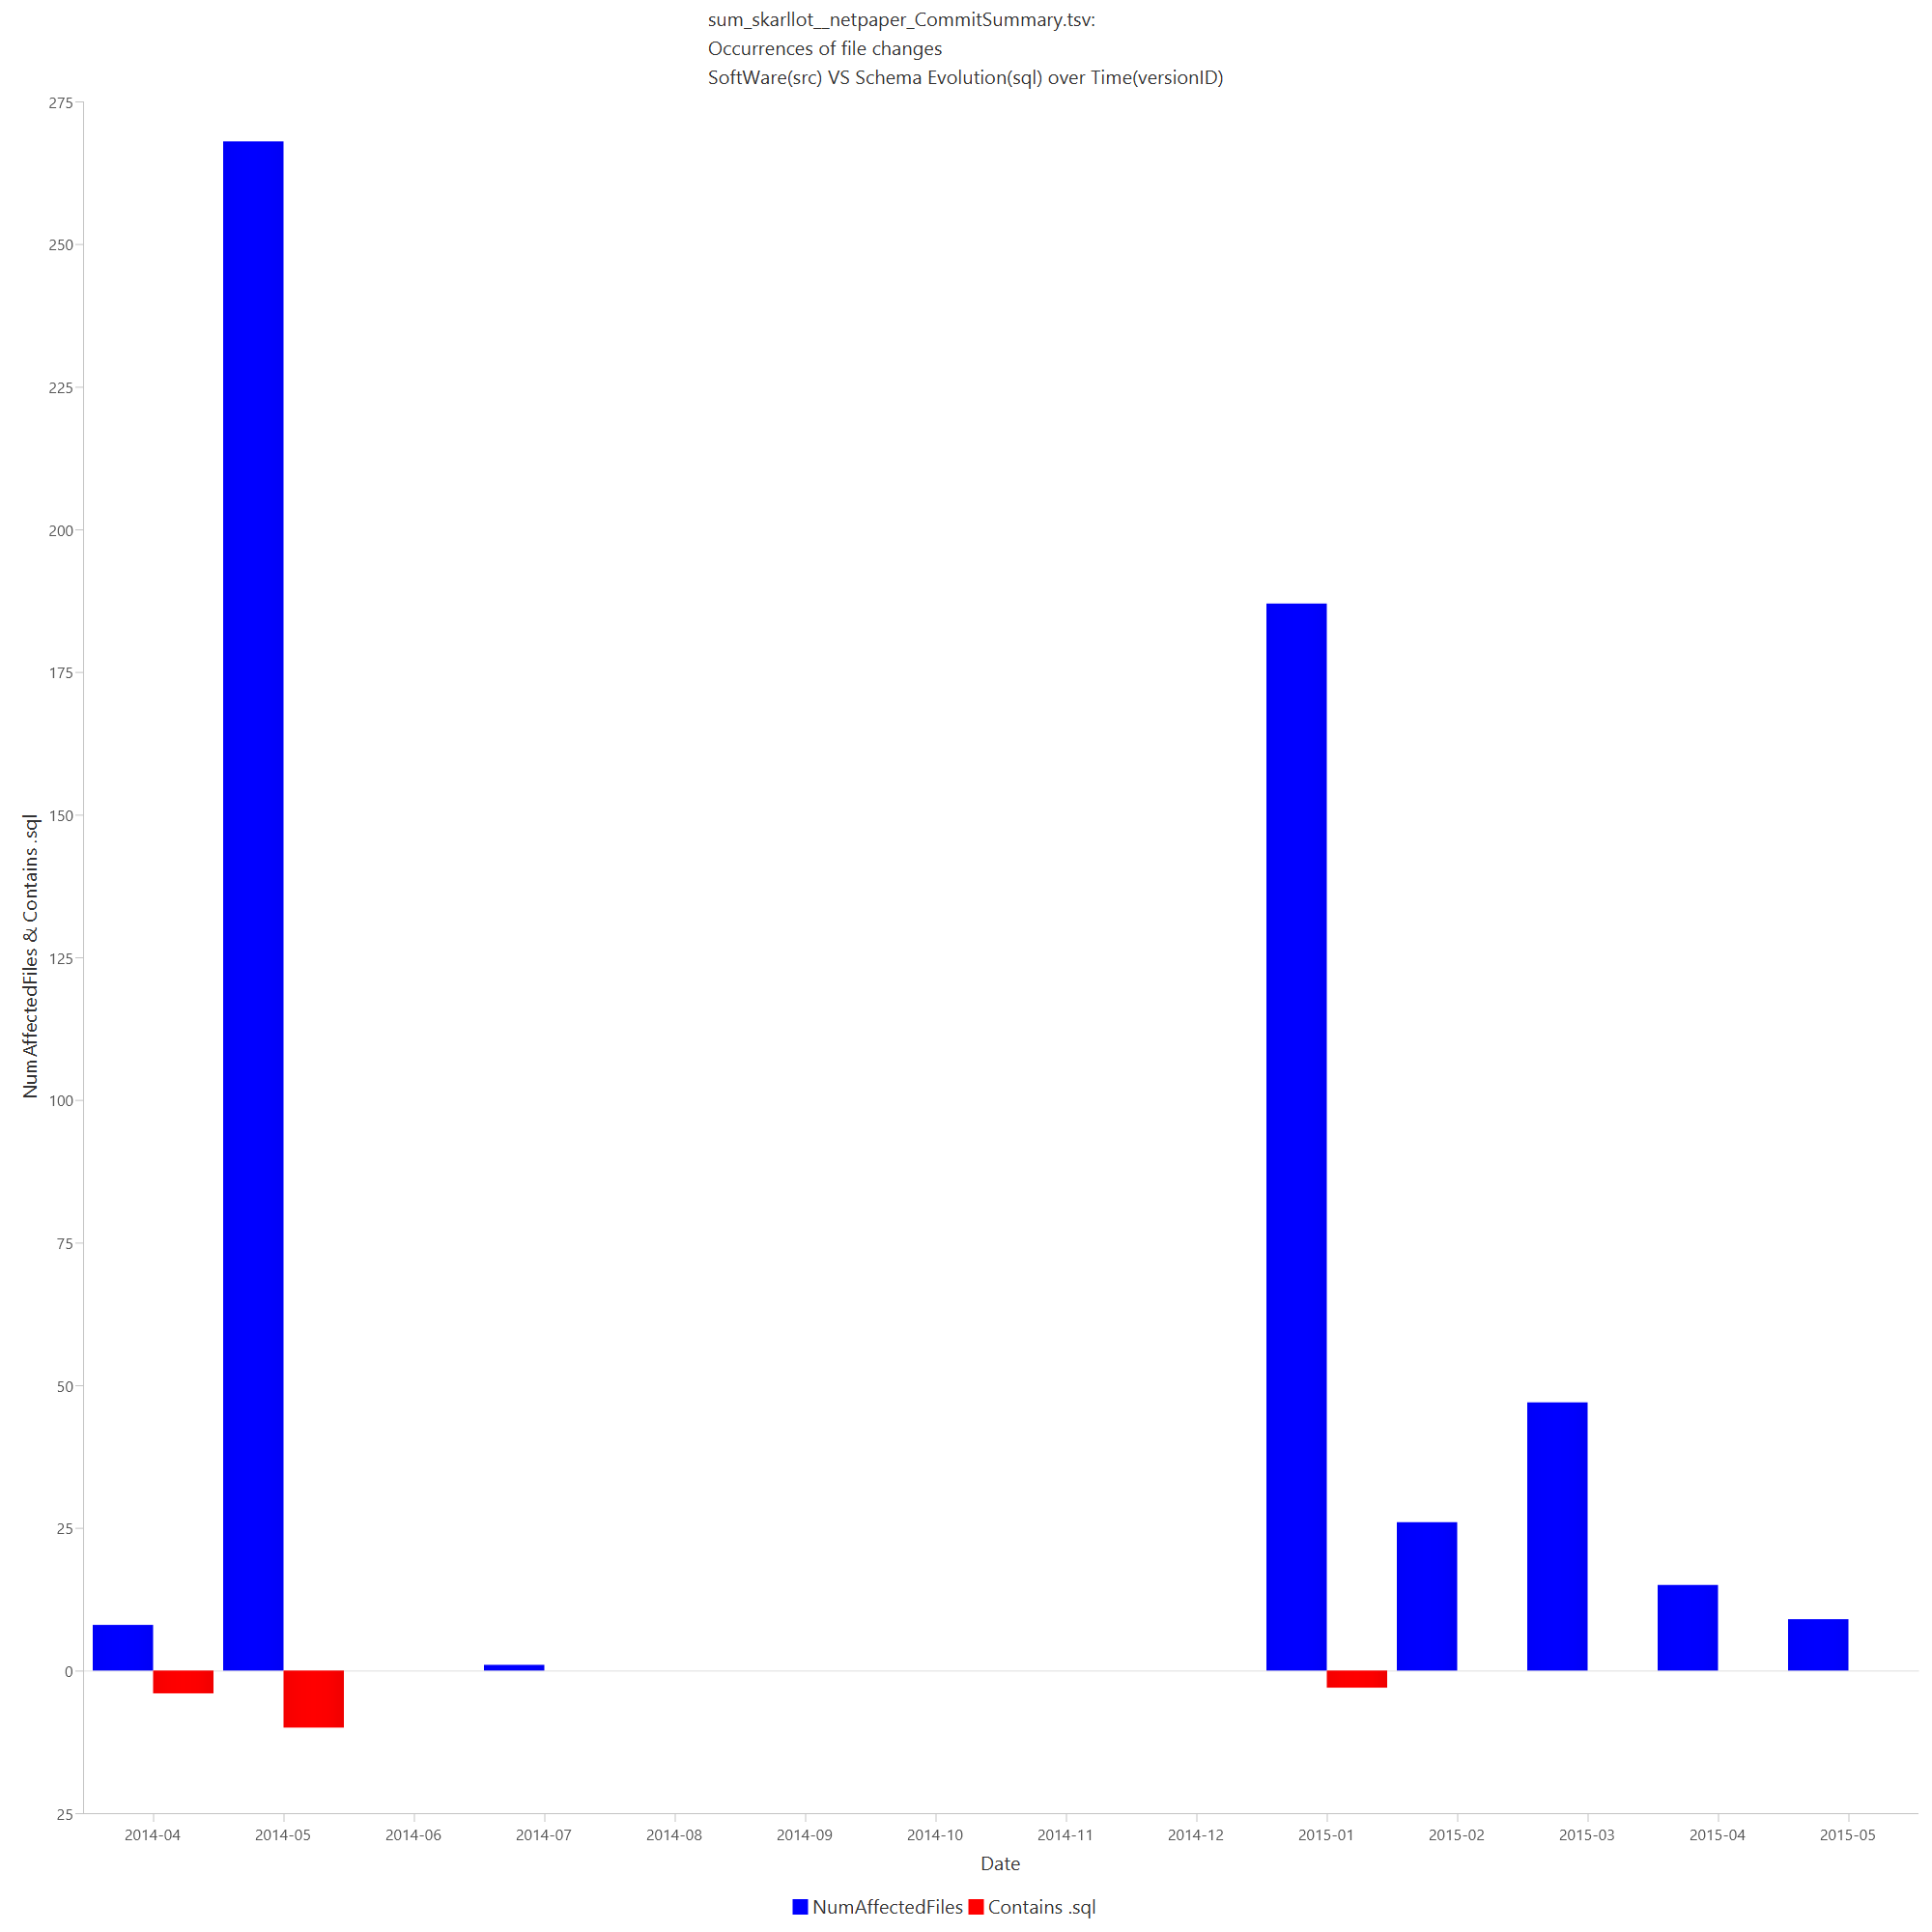 sum_skarllot__netpaper_CommitSummary.tsv:
Occurrences of file changes
SoftWare(src) VS Schema Evolution(sql) over Time(versionID)
275
250
225
200
175
150
125
100
75
50
25
0
25
NumAffectedFiles & Contains .sql
2014-04 2014-05 2014-06 2014-07 2014-08 2014-09 2014-10 2014-11 2014-12 2015-01 2015-02 2015-03 2015-04 2015-05
Date
NumAffectedFiles Contains .sql